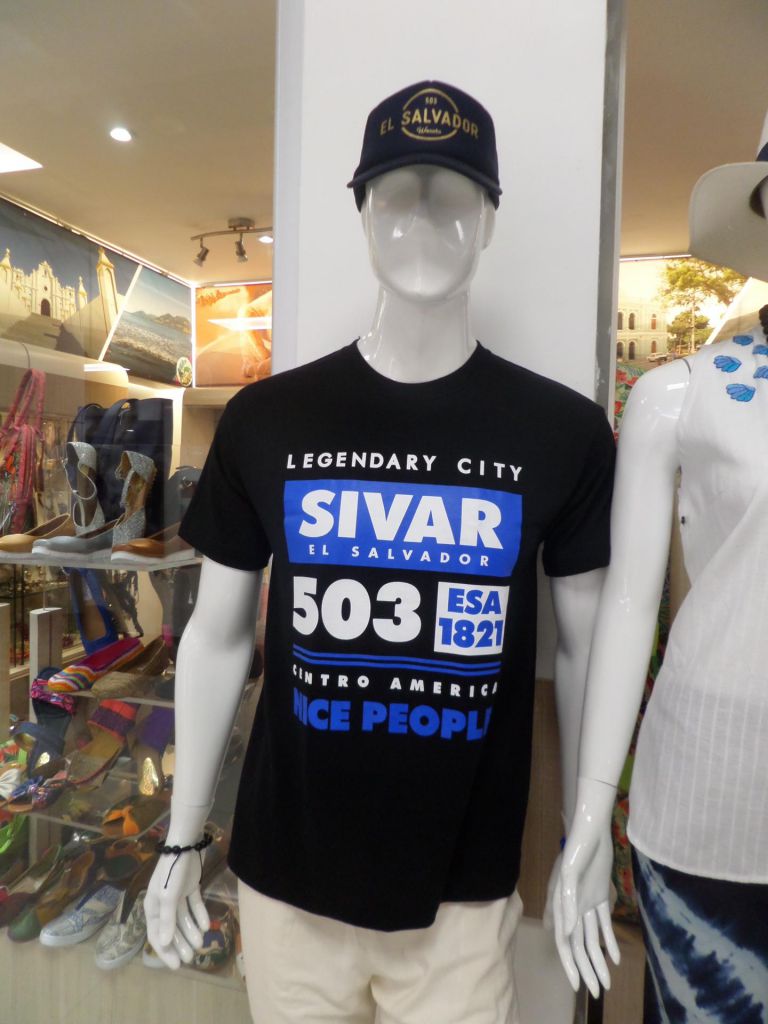 503
EL SALVADOR
LEGENDARY CITY
SIVAR
EL SALVADOR
503
ESA
1821
CENTRO AMERICA
NICE PEOPLE